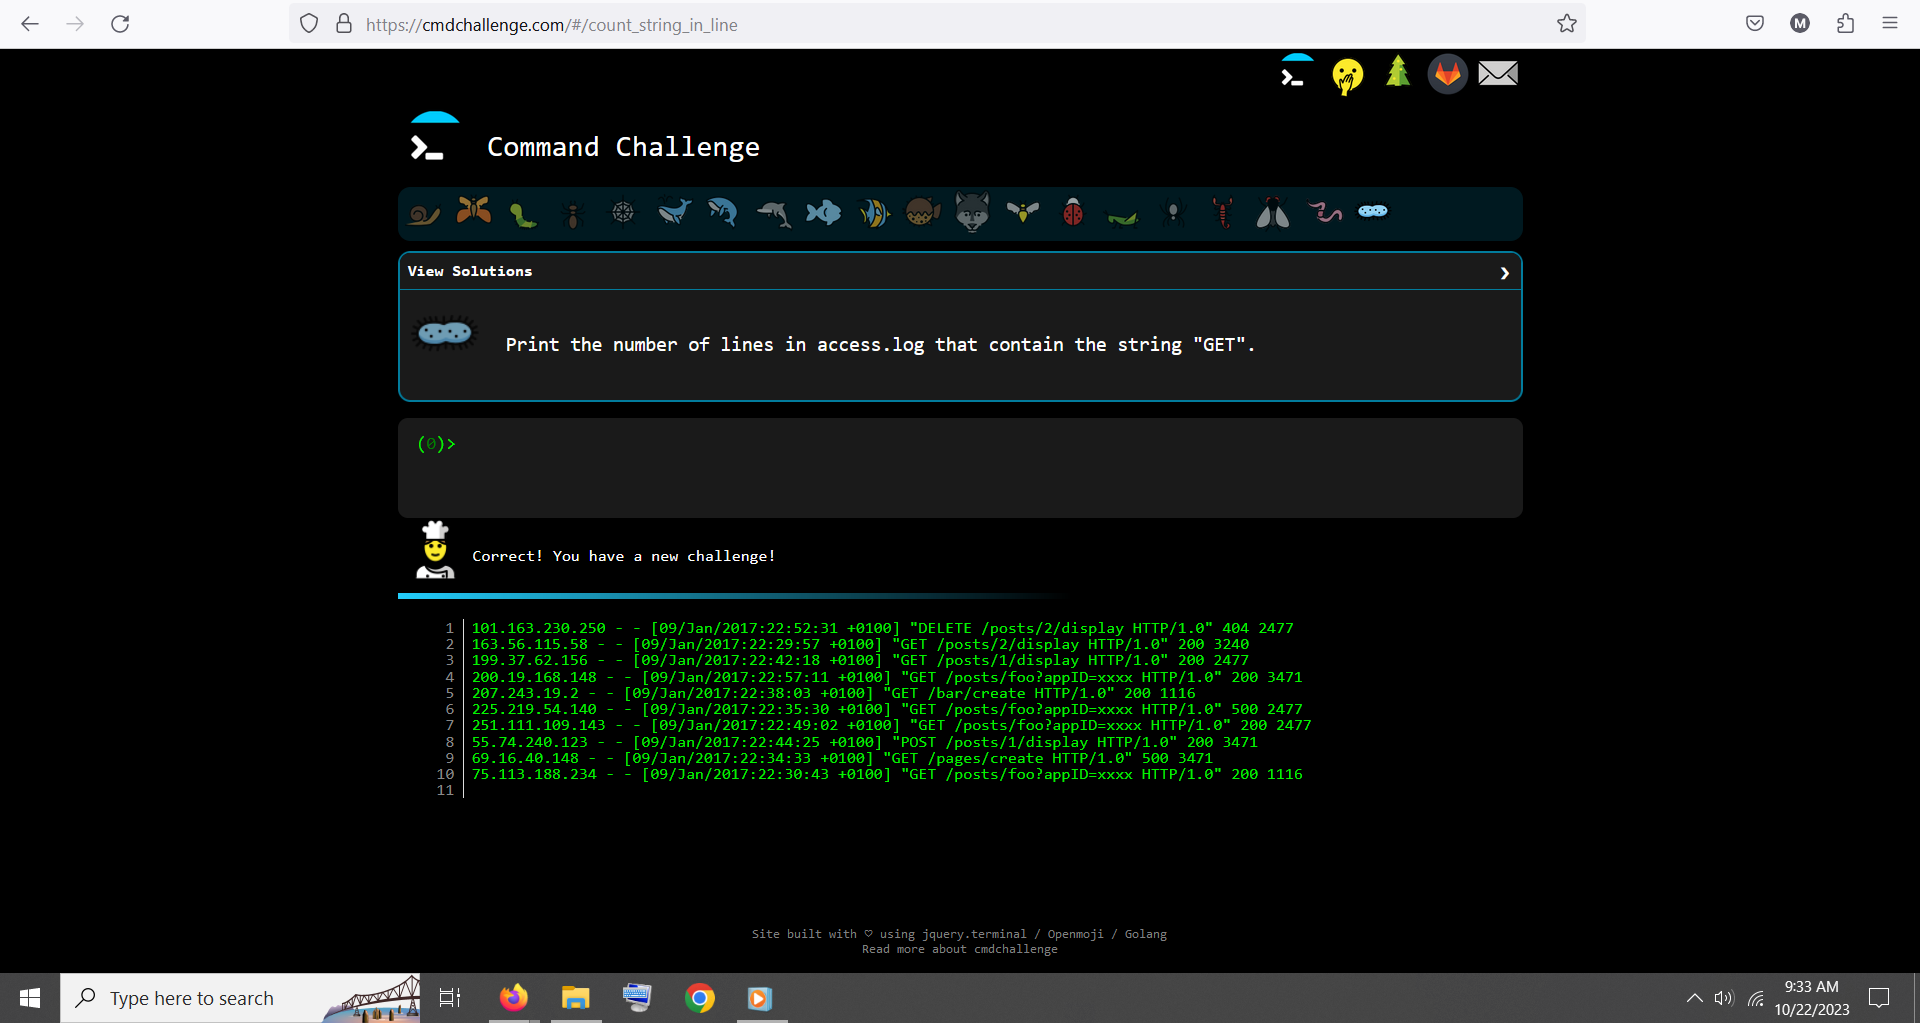 https://cmdchallenge.com/#/count_string_in_line
M
Command Challenge
View Solutions
Print the number of lines in access.log that contain the string "GET".
(0)>
Correct! You have a new challenge!
1 101.163.230.250 - - [09/Jan/2017:22:52:31 +0100] "DELETE /posts/2/display HTTP/1.0" 404 2477
2 163.56.115.58 - - [09/Jan/2017:22:29:57 +0100] "GET /posts/2/display HTTP/1.0" 200 3240
3 199.37.62.156 - - [09/Jan/2017:22:42:18 +0100] "GET /posts/1/display HTTP/1.0" 200 2477
4 200.19.168.148 - - [09/Jan/2017:22:57:11 +0100] "GET /posts/foo?appID=xxxx HTTP/1.0" 200 3471
5 207.243.19.2 - - [09/Jan/2017:22:38:03 +0100] "GET /bar/create HTTP/1.0" 200 1116
6 225.219.54.140 - - [09/Jan/2017:22:35:30 +0100] "GET /posts/foo?appID=xxxx HTTP/1.0" 500 2477
7 251.111.109.143 - - [09/Jan/2017:22:49:02 +0100] "GET /posts/foo?appID=xxxx HTTP/1.0" 200 2477
8 55.74.240.123 - - [09/Jan/2017:22:44:25 +0100] "POST /posts/1/display HTTP/1.0" 200 3471
9 69.16.40.148 - - [09/Jan/2017:22:34:33 +0100] "GET /pages/create HTTP/1.0" 500 3471
10 75.113.188.234 - - [09/Jan/2017:22:30:43 +0100] "GET /posts/foo?appID=xxxx HTTP/1.0" 200 1116
11
Site built with ♡ using jquery.terminal / Openmoji / Golang
Read more about cmdchallenge
Type here to search
9:33 AM
10/22/2023